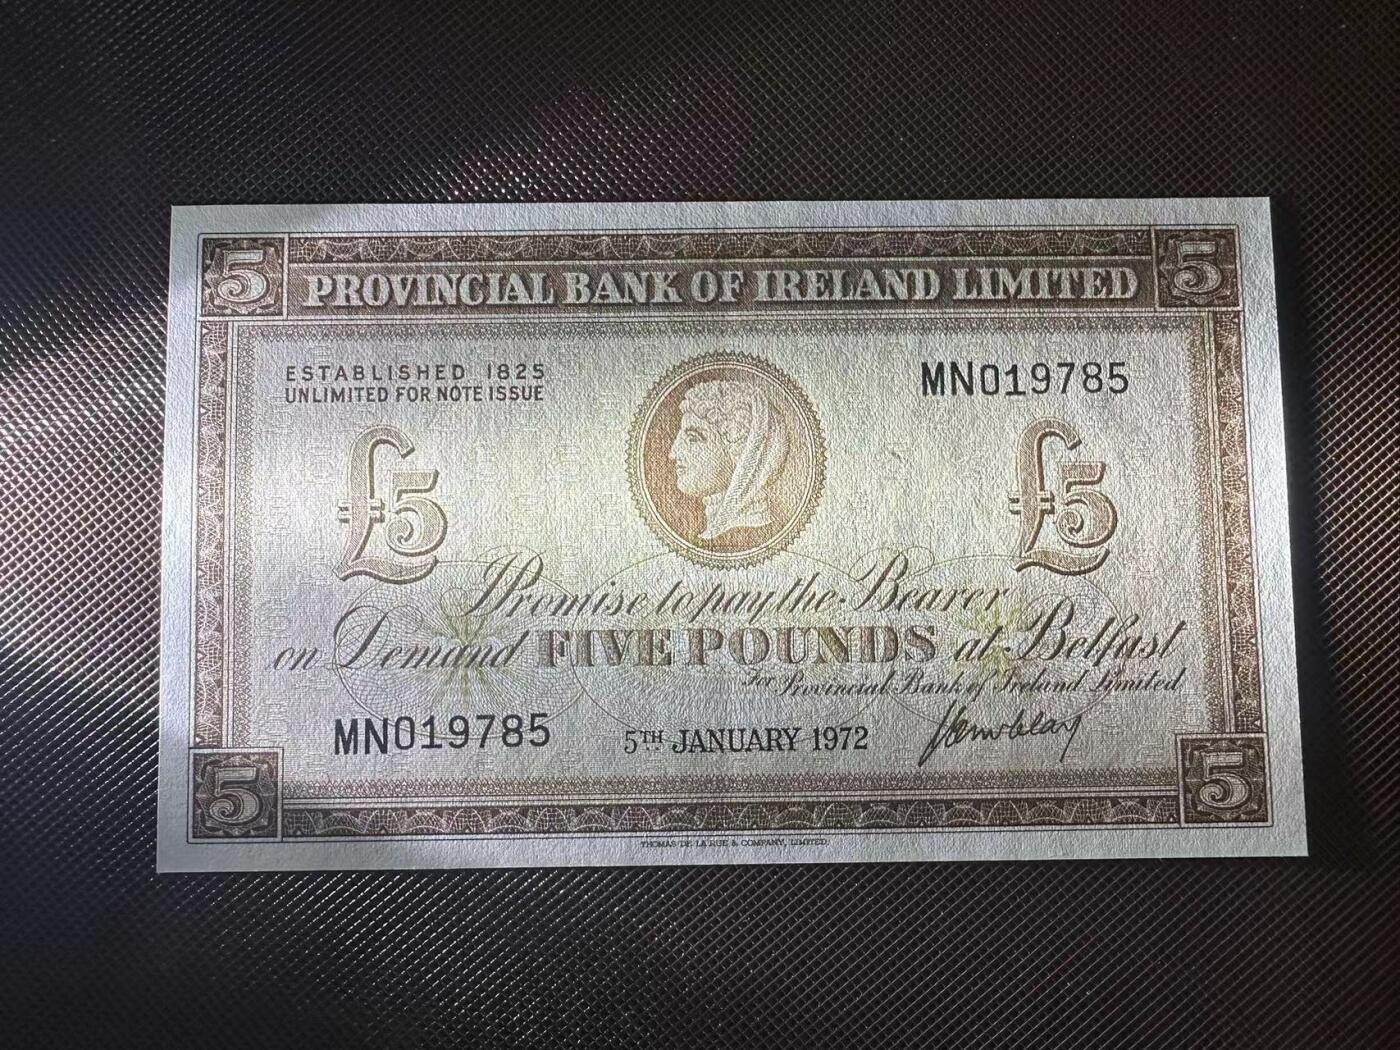 5 PROVINCIAL BANK OF IRELAND LIMITED 5
ESTABLISHED 1825
UNLIMITED FOR NOTE ISSUE
MN019785
£5 £5
I Promise to pay the Bearer
on Demand FIVE POUNDS at Belfast
For Provincial Bank of Ireland Limited
MN019785 5TH JANUARY 1972
5 5
THOMAS DE LA RUE & COMPANY, LIMITED.